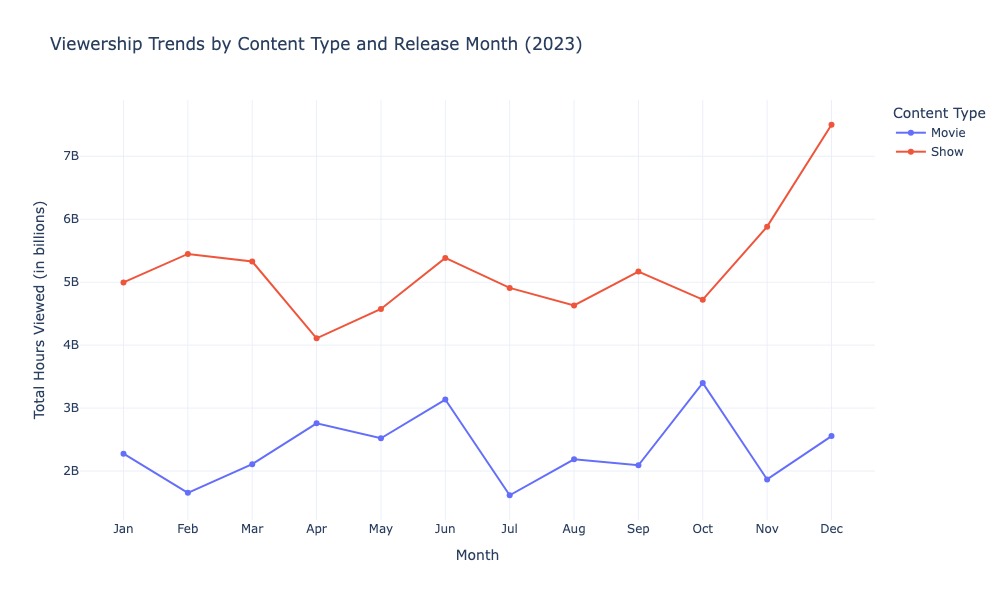 Viewership Trends by Content Type and Release Month (2023)
Content Type
Movie
Show
Total Hours Viewed (in billions)
7B
6B
5B
4B
3B
2B
Jan Feb Mar Apr May Jun Jul Aug Sep Oct Nov Dec
Month